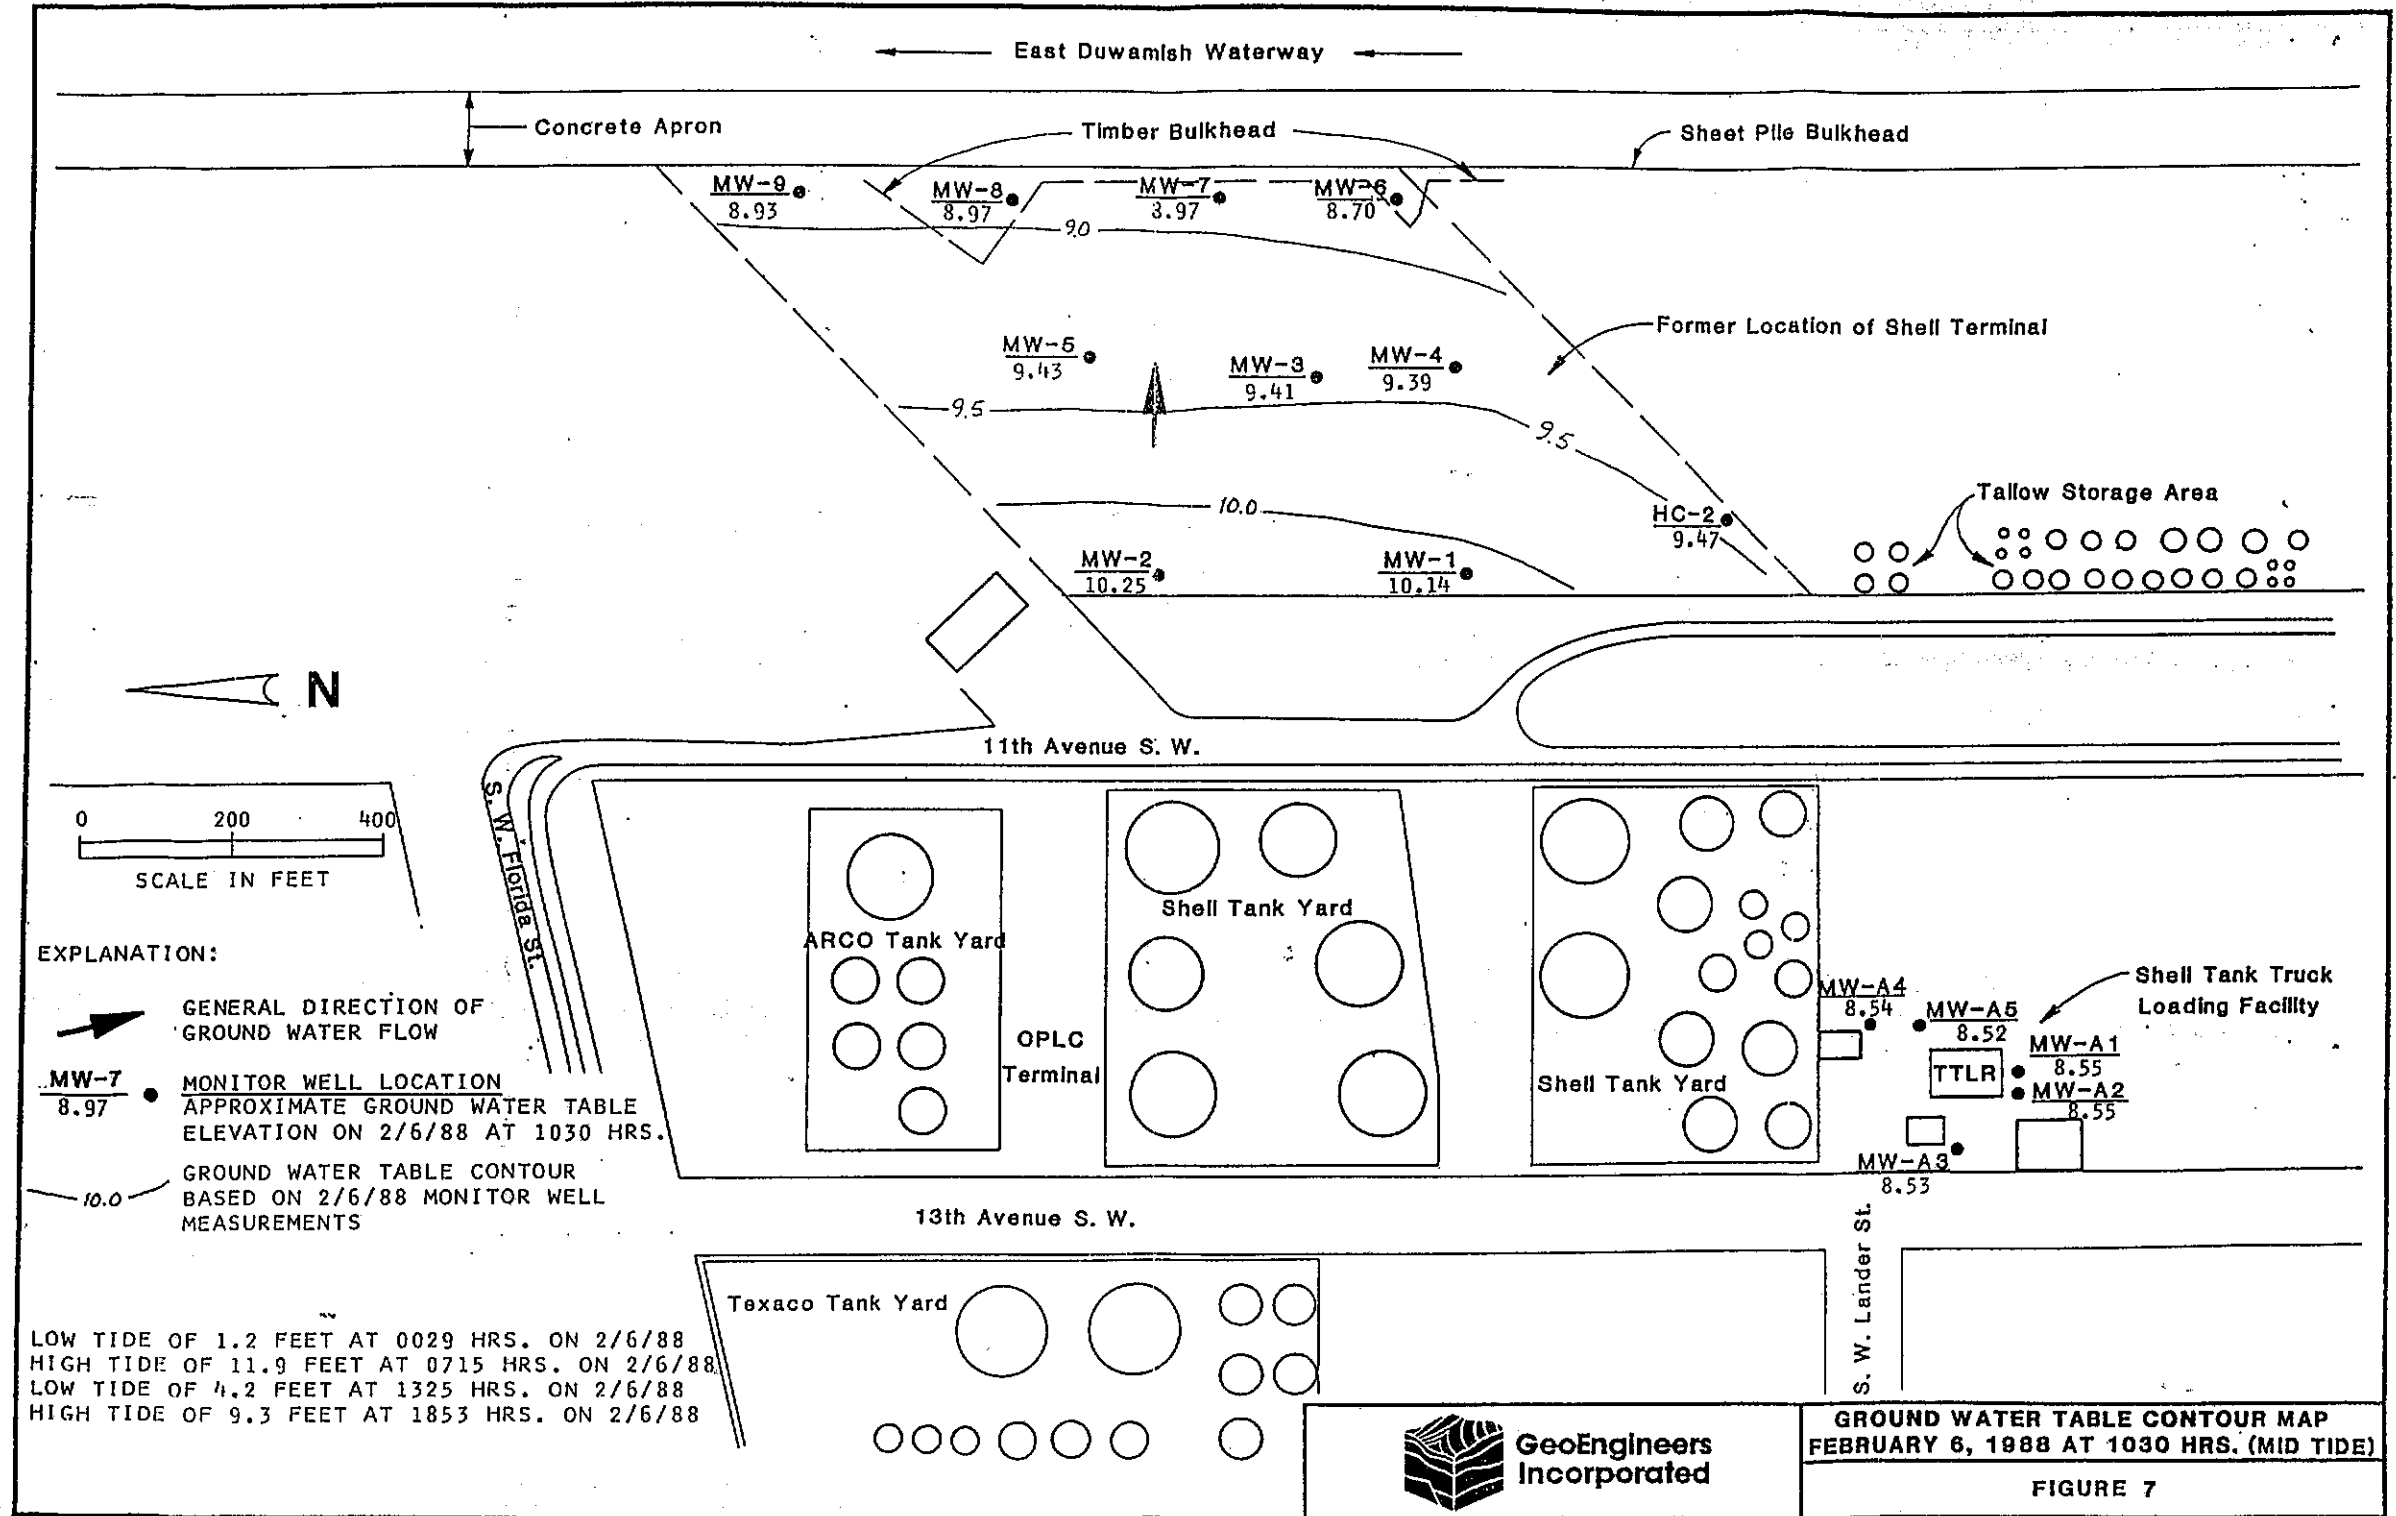 East Duwamish Waterway
Concrete Apron
Timber Bulkhead
Sheet Pile Bulkhead
MW-9
8.93
MW-8
8.97
MW-7
8.97
MW-6
8.70
9.0
Former Location of Shell Terminal
MW-5
9.43
MW-3
9.41
MW-4
9.39
9.5
9.5
Tallow Storage Area
10.0
HC-2
9.47
MW-2
10.25
MW-1
10.14
N
11th Avenue S. W.
0 200 400
SCALE IN FEET
S. W. Florida St.
ARCO Tank Yard
Shell Tank Yard
OPLC
Terminal
Shell Tank Yard
MW-A4
8.54
MW-A5
8.52
Shell Tank Truck
Loading Facility
MW-A1
8.55
TTLR
MW-A2
8.55
MW-A3
8.53
EXPLANATION:
GENERAL DIRECTION OF
GROUND WATER FLOW
MW-7
8.97
MONITOR WELL LOCATION
APPROXIMATE GROUND WATER TABLE
ELEVATION ON 2/6/88 AT 1030 HRS.
10.0
GROUND WATER TABLE CONTOUR
BASED ON 2/6/88 MONITOR WELL
MEASUREMENTS
13th Avenue S. W.
S. W. Lander St.
Texaco Tank Yard
LOW TIDE OF 1.2 FEET AT 0029 HRS. ON 2/6/88
HIGH TIDE OF 11.9 FEET AT 0715 HRS. ON 2/6/88
LOW TIDE OF 4.2 FEET AT 1325 HRS. ON 2/6/88
HIGH TIDE OF 9.3 FEET AT 1853 HRS. ON 2/6/88
GeoEngineers
Incorporated
GROUND WATER TABLE CONTOUR MAP
FEBRUARY 6, 1988 AT 1030 HRS. (MID TIDE)
FIGURE 7